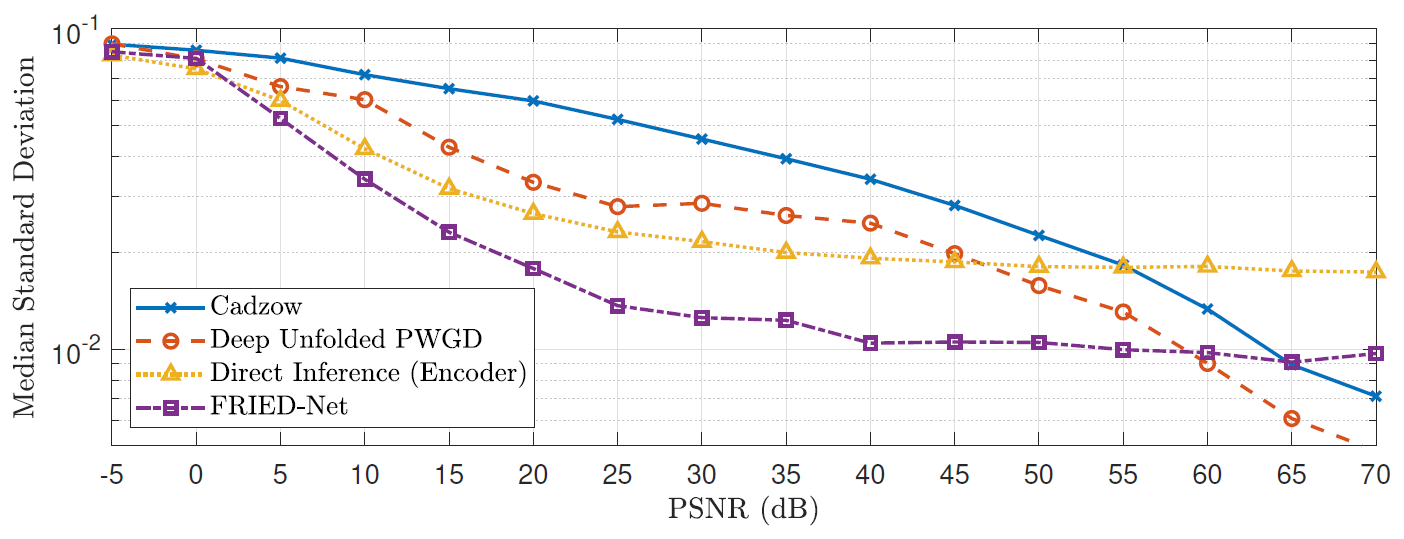 10^-1
10^-2
Median Standard Deviation
Cadzow
Deep Unfolded PWGD
Direct Inference (Encoder)
FRIED-Net
-5 0 5 10 15 20 25 30 35 40 45 50 55 60 65 70
PSNR (dB)